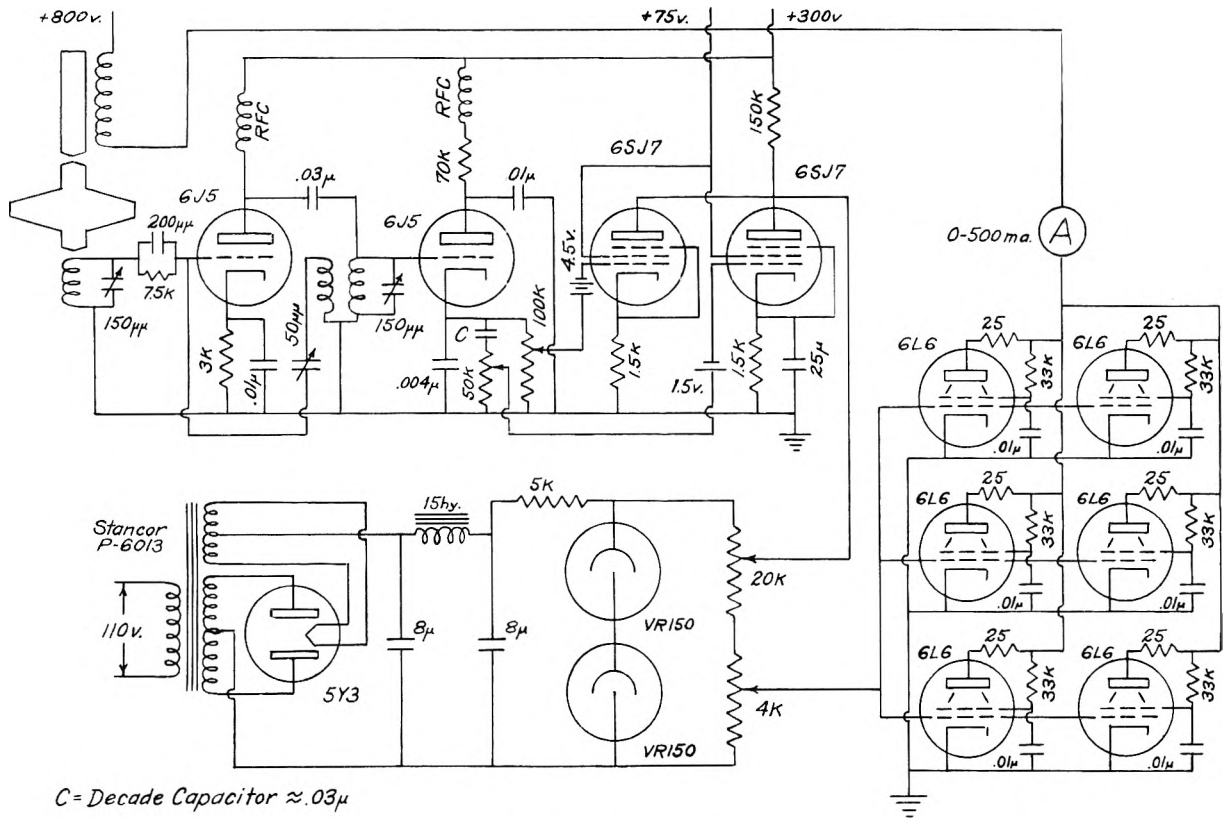 +800v.
+75v.
+300v
RFC
RFC
150K
70K
6SJ7
6SJ7
.03μ
.01μ
6J5
6J5
200μμ
75K
4.5v.
0-500 ma.
A
150μμ
50μμ
150μμ
100K
3K
.01μ
C
.004μ
50K
1.5K
1.5v.
1.5K
25μ
25
25
6L6
6L6
33K
33K
.01μ
.01μ
25
25
6L6
6L6
33K
33K
.01μ
.01μ
25
25
6L6
6L6
33K
33K
.01μ
.01μ
Stancor
P-6013
110v.
5Y3
15hy.
5K
8μ
8μ
VR150
VR150
20K
4K
C = Decade Capacitor ≈ .03μ